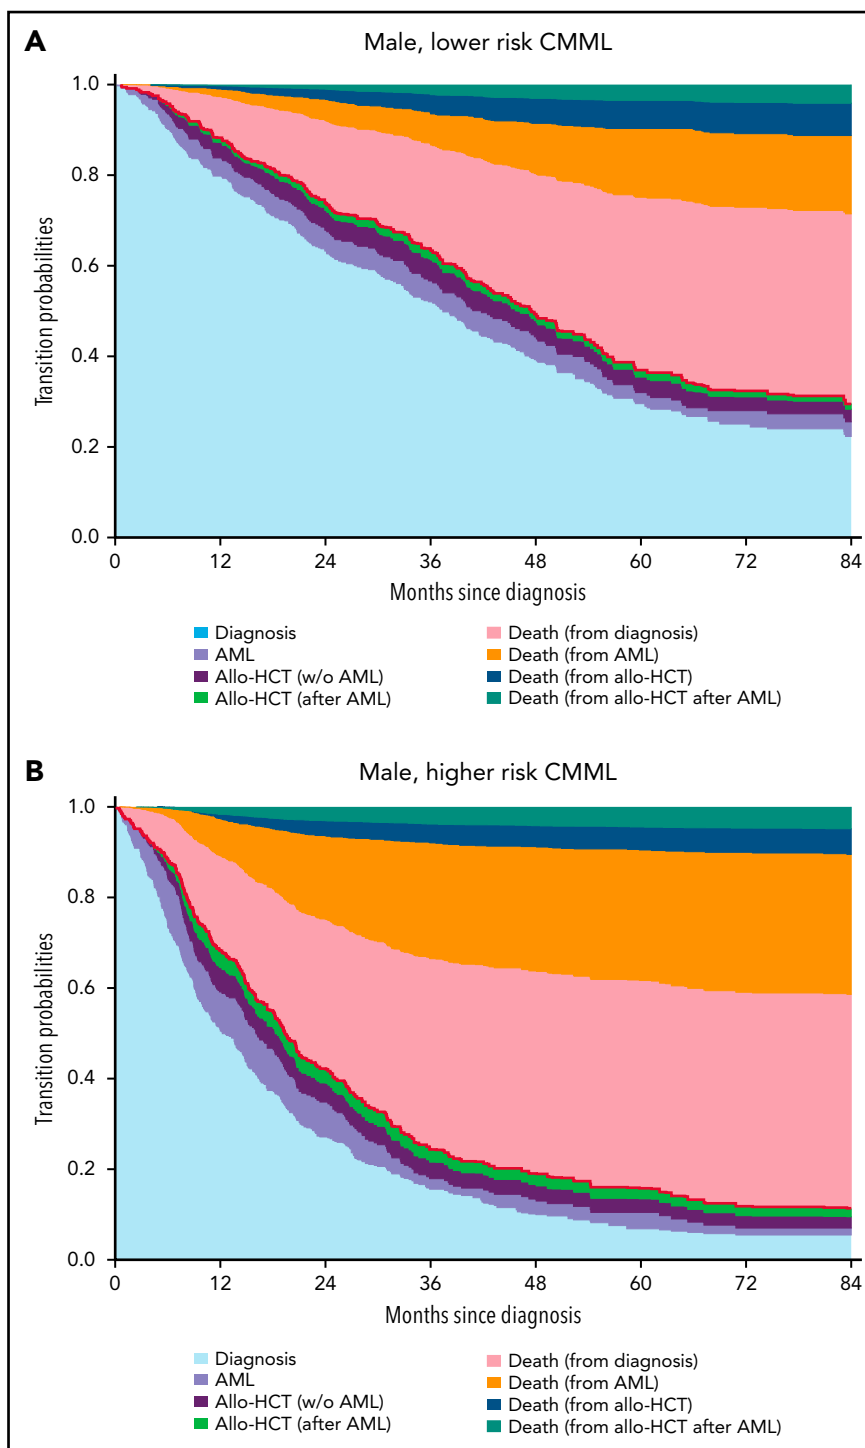 A
Male, lower risk CMML
1.0
0.8
0.6
0.4
0.2
0.0
Transition probabilities
0 12 24 36 48 60 72 84
Months since diagnosis
Diagnosis
AML
Allo-HCT (w/o AML)
Allo-HCT (after AML)
Death (from diagnosis)
Death (from AML)
Death (from allo-HCT)
Death (from allo-HCT after AML)
B
Male, higher risk CMML
1.0
0.8
0.6
0.4
0.2
0.0
Transition probabilities
0 12 24 36 48 60 72 84
Months since diagnosis
Diagnosis
AML
Allo-HCT (w/o AML)
Allo-HCT (after AML)
Death (from diagnosis)
Death (from AML)
Death (from allo-HCT)
Death (from allo-HCT after AML)